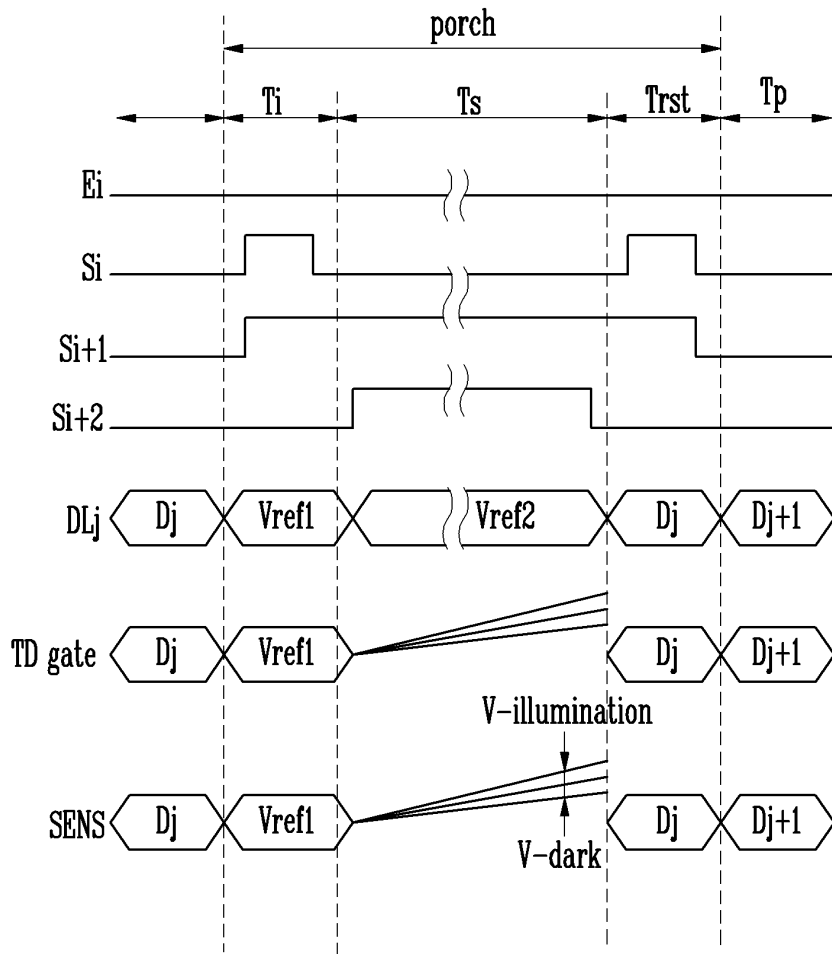 porch
Ti Ts Trst Tp
Ei
Si
Si+1
Si+2
DLj Dj Vref1 Vref2 Dj Dj+1
TD gate Dj Vref1 Dj Dj+1
V-illumination
SENS Dj Vref1 Dj Dj+1
V-dark